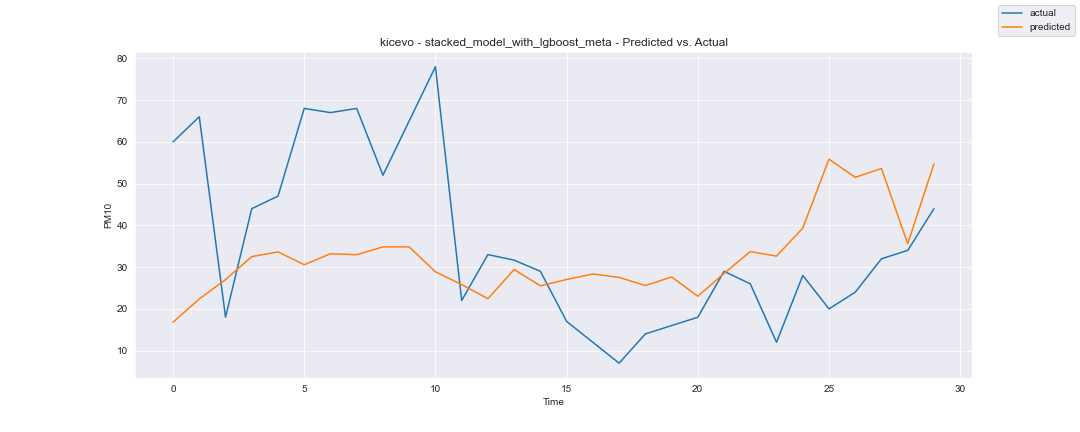 actual
predicted
kicevo - stacked_model_with_lgboost_meta - Predicted vs. Actual
80
70
60
50
40
30
20
10
PM10
0 5 10 15 20 25 30
Time